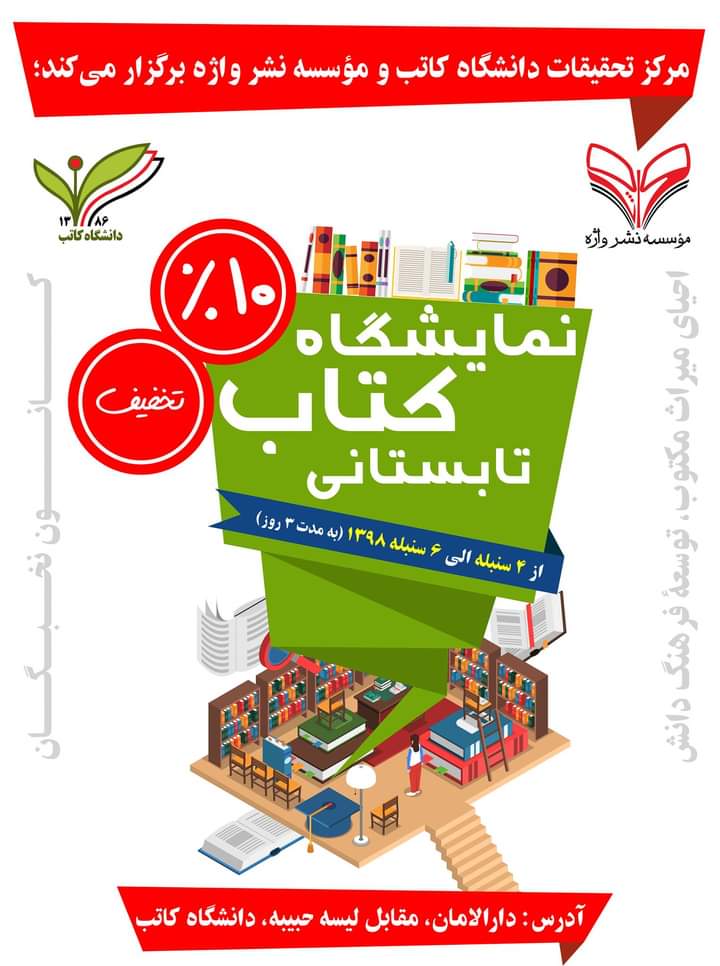 مرکز تحقیقات دانشگاه کاتب و مؤسسه نشر واژه برگزار می‌کند؛
۱۳ ۸۶
دانشگاه کاتب
مؤسسه نشر واژه
۱۰٪
تخفیف
نمایشگاه
کتاب
تابستانی
از ۴ سنبله الی ۶ سنبله ۱۳۹۸ (به مدت ۳ روز)
احیای میراث مکتوب، توسعهٔ فرهنگ دانش
کانون نخبگان
آدرس: دارالامان، مقابل لیسه حبیبه، دانشگاه کاتب